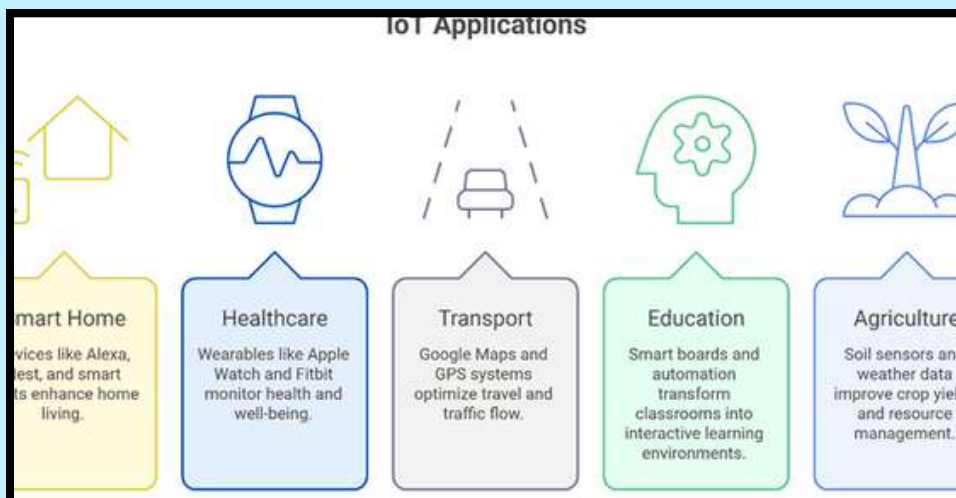 IoT Applications
mart Home
vices like Alexa,
est, and smart
ts enhance home
living.
Healthcare
Wearables like Apple
Watch and Fitbit
monitor health and
well-being.
Transport
Google Maps and
GPS systems
optimize travel and
traffic flow.
Education
Smart boards and
automation
transform
classrooms into
interactive learning
environments.
Agriculture
Soil sensors an
weather data
improve crop yiel
and resource
management.